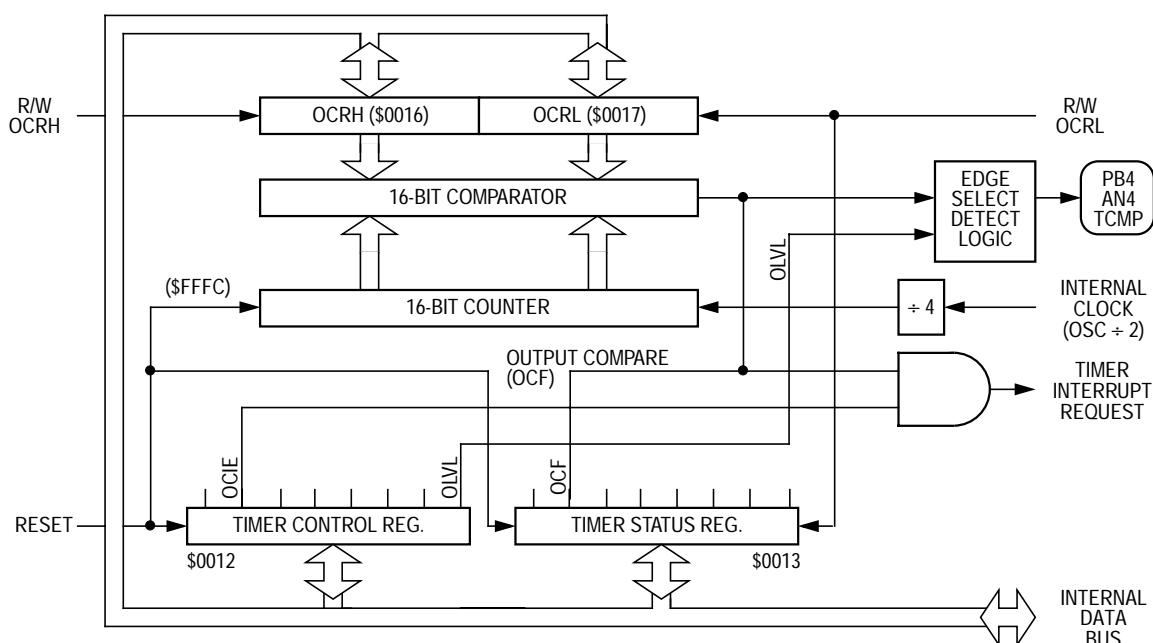 R/W
OCRH
OCRH ($0016)
OCRL ($0017)
R/W
OCRL
16-BIT COMPARATOR
EDGE
SELECT
DETECT
LOGIC
PB4
AN4
TCMP
OLVL
($FFFC)
16-BIT COUNTER
÷ 4
INTERNAL
CLOCK
(OSC ÷ 2)
OUTPUT COMPARE
(OCF)
TIMER
INTERRUPT
REQUEST
OCIE
OLVL
OCF
RESET
TIMER CONTROL REG.
TIMER STATUS REG.
$0012
$0013
INTERNAL
DATA
BUS